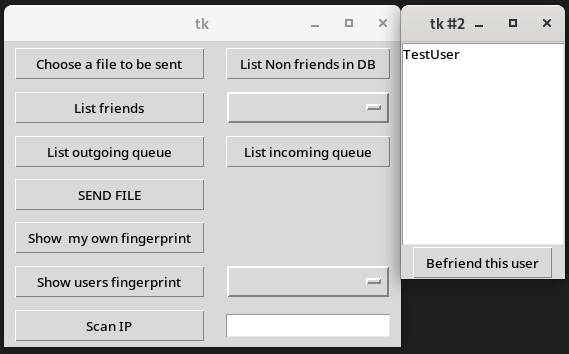 tk
Choose a file to be sent
List Non friends in DB
List friends
List outgoing queue
List incoming queue
SEND FILE
Show  my own fingerprint
Show users fingerprint
Scan IP
tk #2
TestUser
Befriend this user